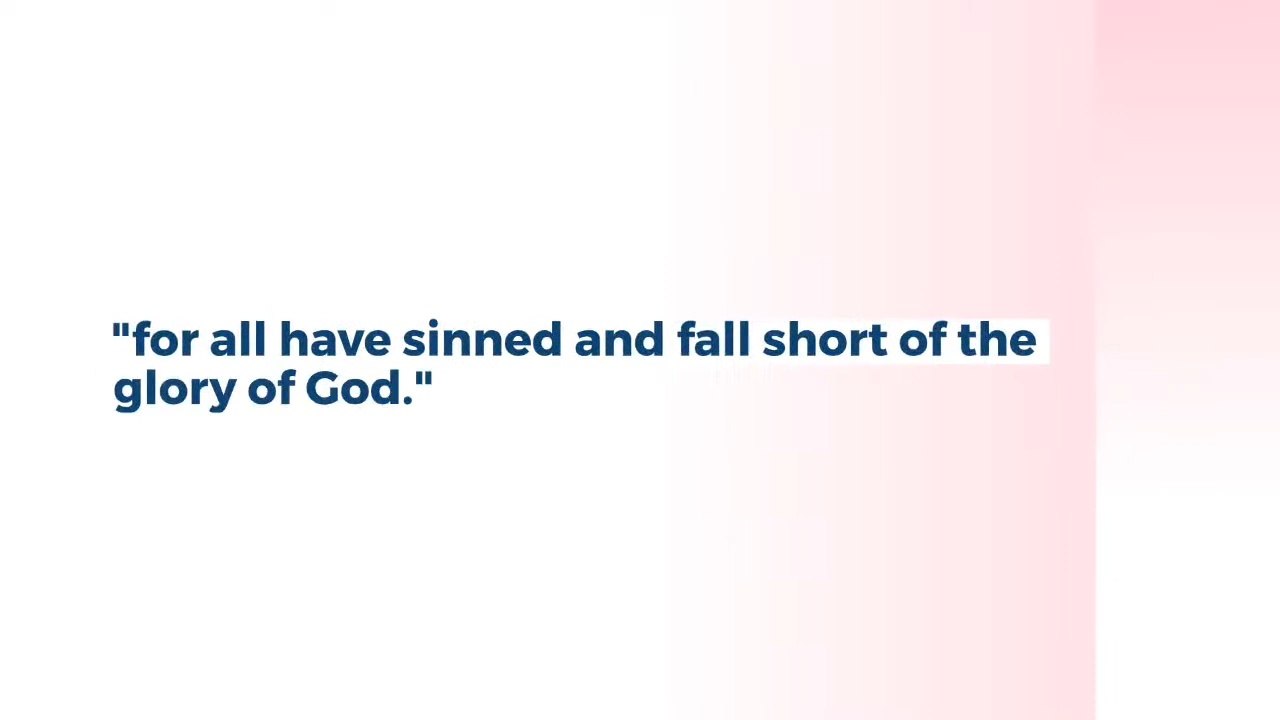 "for all have sinned and fall short of the
glory of God."